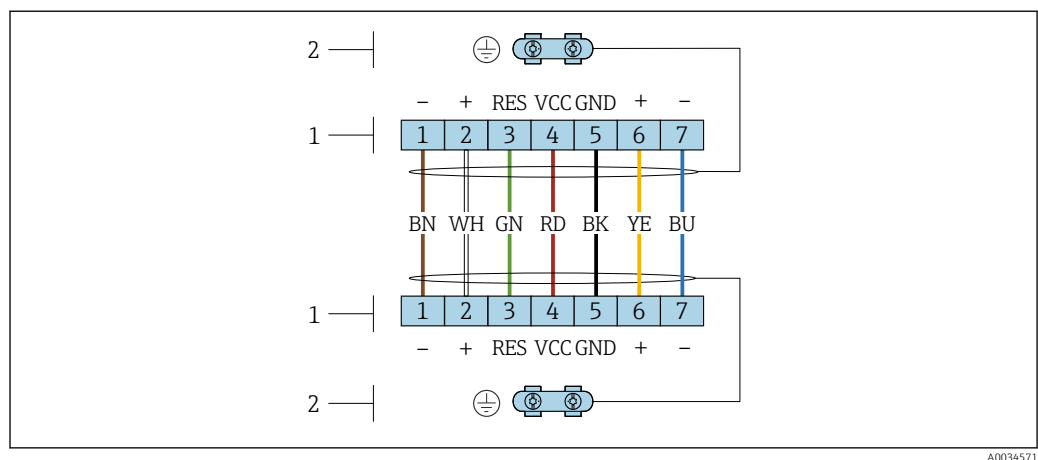 2
– + RES VCC GND + –
1 1 2 3 4 5 6 7
BN WH GN RD BK YE BU
1 1 2 3 4 5 6 7
– + RES VCC GND + –
2
A0034571